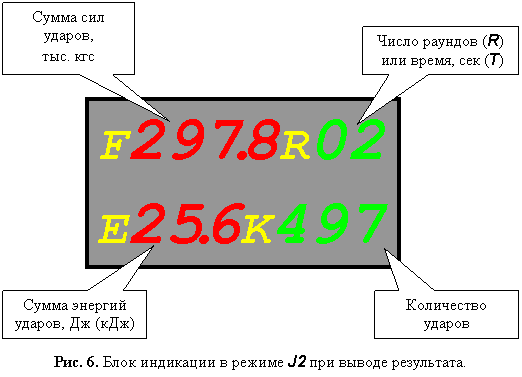 Сумма сил
ударов,
тыс. кгс
Число раундов (R)
или время, сек (T)
F297.8R02
E25.6K497
Сумма энергий
ударов, Дж (кДж)
Количество
ударов
Рис. 6. Блок индикации в режиме J2 при выводе результата.